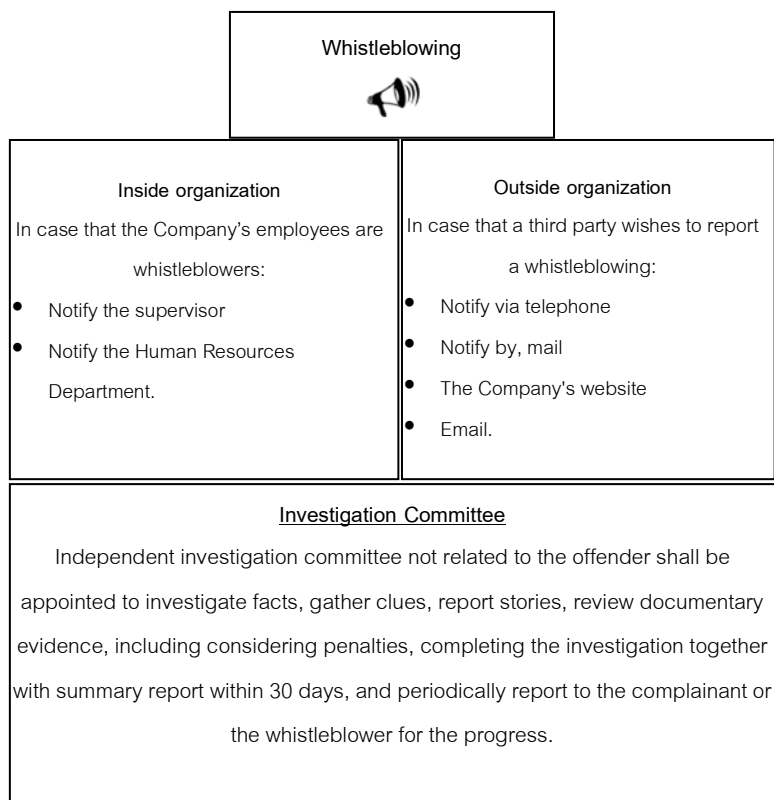 Whistleblowing
Inside organization
In case that the Company's employees are
whistleblowers:
• Notify the supervisor
• Notify the Human Resources
Department.
Outside organization
In case that a third party wishes to report
a whistleblowing:
• Notify via telephone
• Notify by, mail
• The Company's website
• Email.
Investigation Committee
Independent investigation committee not related to the offender shall be
appointed to investigate facts, gather clues, report stories, review documentary
evidence, including considering penalties, completing the investigation together
with summary report within 30 days, and periodically report to the complainant or
the whistleblower for the progress.